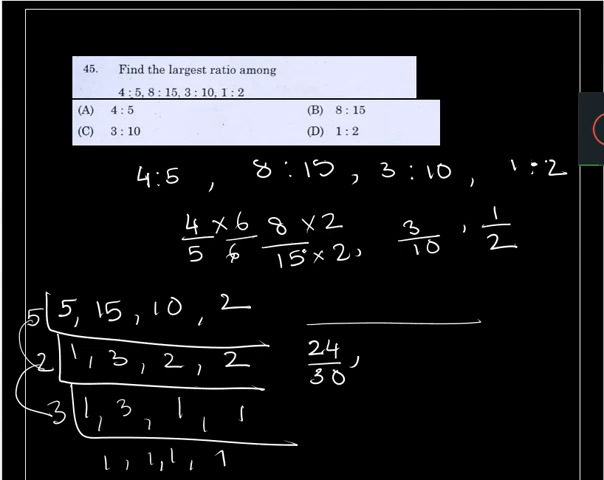 45. Find the largest ratio among
4 : 5, 8 : 15, 3 : 10, 1 : 2
(A) 4 : 5 (B) 8 : 15
(C) 3 : 10 (D) 1 : 2
4:5 , 8 : 15 , 3 : 10 , 1 : 2
4/5 × 6/6 8 × 2/15 × 2, 3/10 , 1/2
5 5, 15, 10, 2
2 1, 3, 2, 2
24/30,
3 1, 3, 1, 1
1, 1, 1, 1